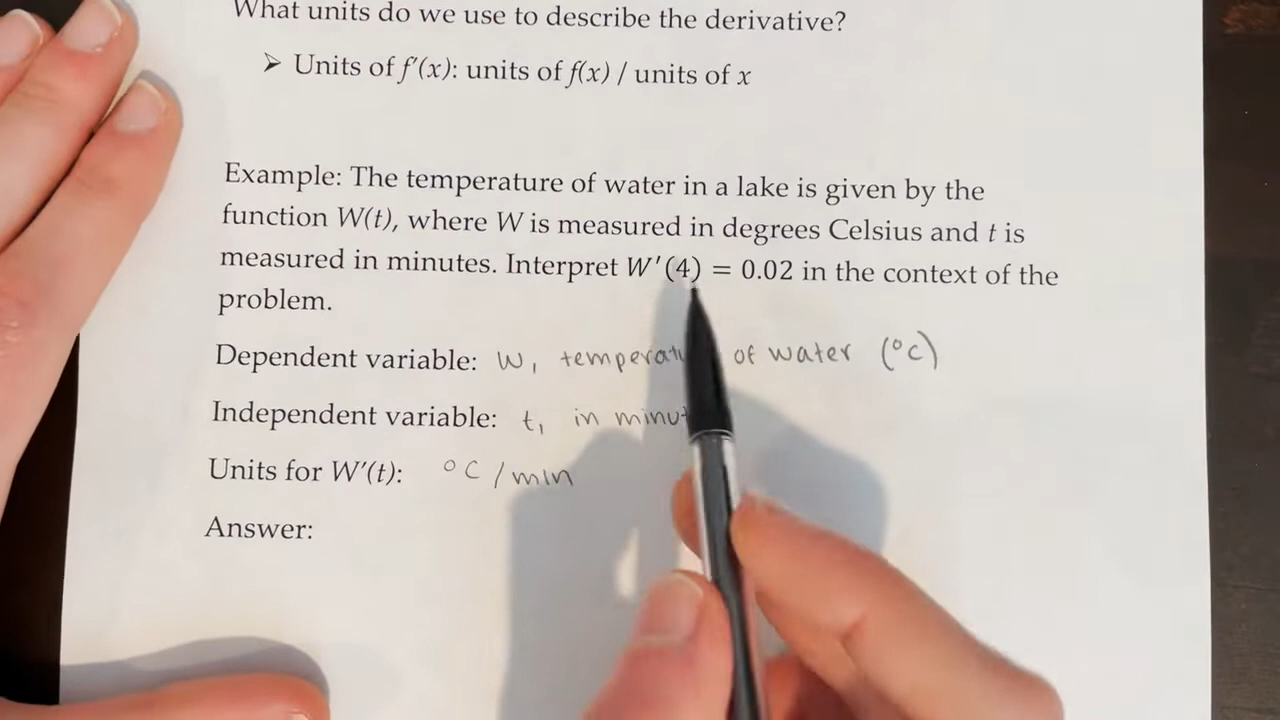 What units do we use to describe the derivative?
➤ Units of f'(x): units of f(x) / units of x
Example: The temperature of water in a lake is given by the
function W(t), where W is measured in degrees Celsius and t is
measured in minutes. Interpret W′(4) = 0.02 in the context of the
problem.
Dependent variable: W, of water (°C)
Independent variable: t, in
Units for W'(t): °C/min
Answer: